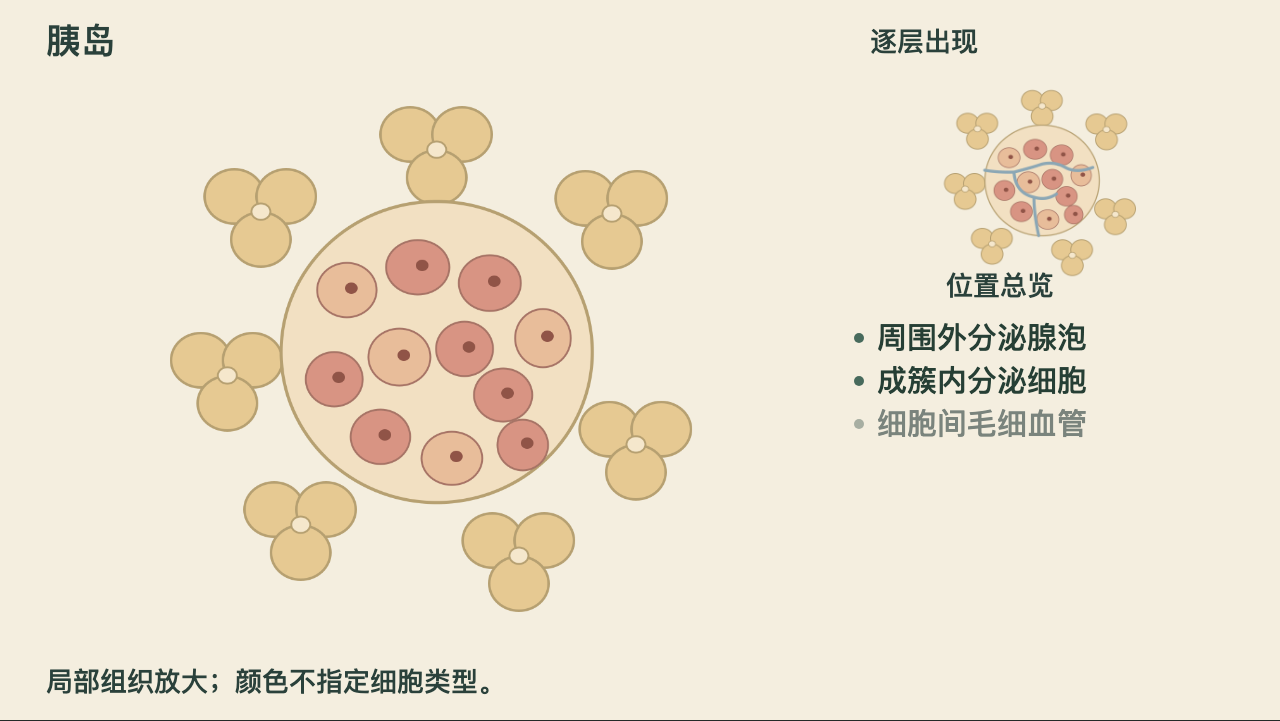 胰岛
逐层出现
位置总览
周围外分泌腺泡
成簇内分泌细胞
细胞间毛细血管
局部组织放大；颜色不指定细胞类型。